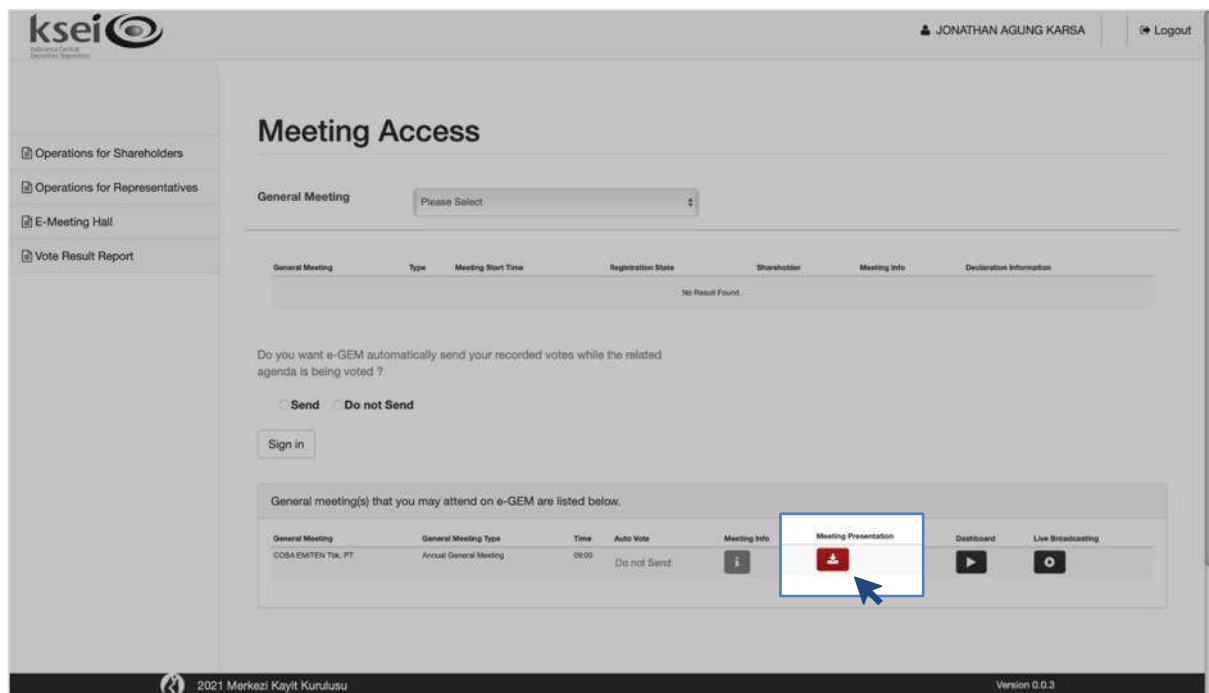 ksei
Indonesia Central
Securities Depository
JONATHAN AGUNG KARSA
Logout
Operations for Shareholders
Operations for Representatives
E-Meeting Hall
Vote Result Report
Meeting Access
General Meeting
Please Select
General Meeting Type Meeting Start Time Registration State Shareholder Meeting Info Declaration Information
No Result Found.
Do you want e-GEM automatically send your recorded votes while the related
agenda is being voted ?
Send Do not Send
Sign in
General meeting(s) that you may attend on e-GEM are listed below.
General Meeting General Meeting Type Time Auto Vote Meeting Info Meeting Presentation Dashboard Live Broadcasting
COBA EMITEN Tbk, PT Annual General Meeting 09:00 Do not Send
2021 Merkezi Kayit Kurulusu
Version 0.0.3